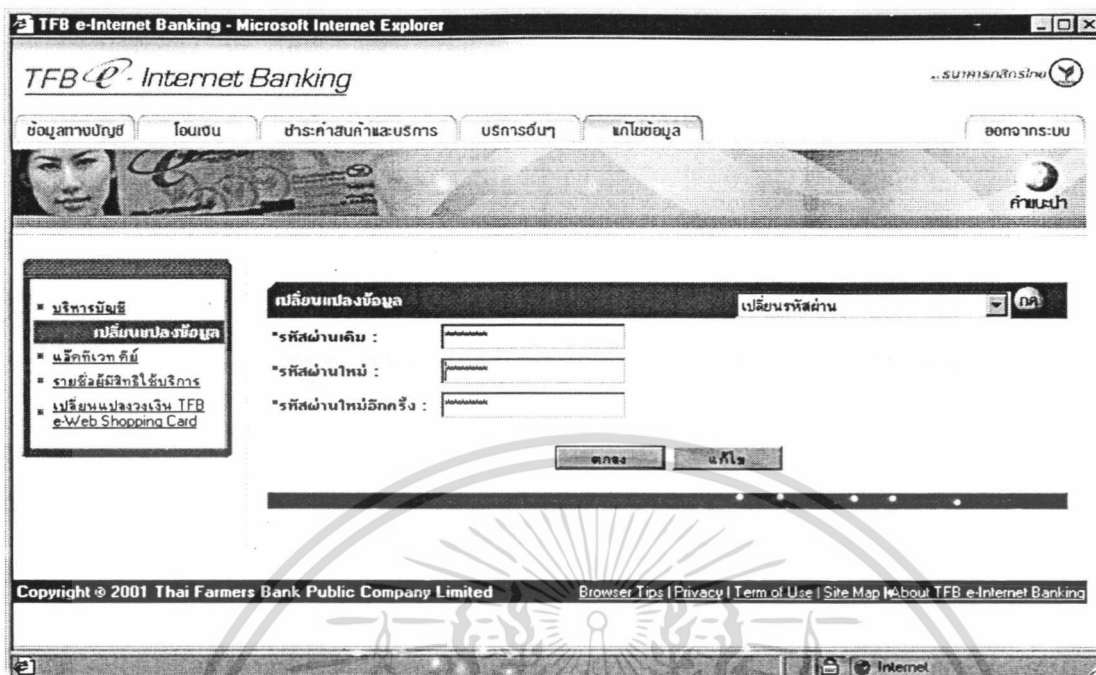 TFB e-Internet Banking - Microsoft Internet Explorer
TFB e - Internet Banking
..ธนาคารกสิกรไทย
ข้อมูลทางบัญชี โอนเงิน ชำระค่าสินค้าและบริการ บริการอื่นๆ แก้ไขข้อมูล ออกจากระบบ
คำแนะนำ
บริหารบัญชี
เปลี่ยนแปลงข้อมูล
แอ็คทิเวท คีย์
รายชื่อผู้มีสิทธิใช้บริการ
เปลี่ยนแปลงวงเงิน TFB
e-Web Shopping Card
เปลี่ยนแปลงข้อมูล เปลี่ยนรหัสผ่าน กด
*รหัสผ่านเดิม : ********
*รหัสผ่านใหม่ : ********
*รหัสผ่านใหม่อีกครั้ง : ********
ตกลง แก้ไข
Copyright © 2001 Thai Farmers Bank Public Company Limited Browser Tips | Privacy | Term of Use | Site Map | About TFB e-Internet Banking
Internet